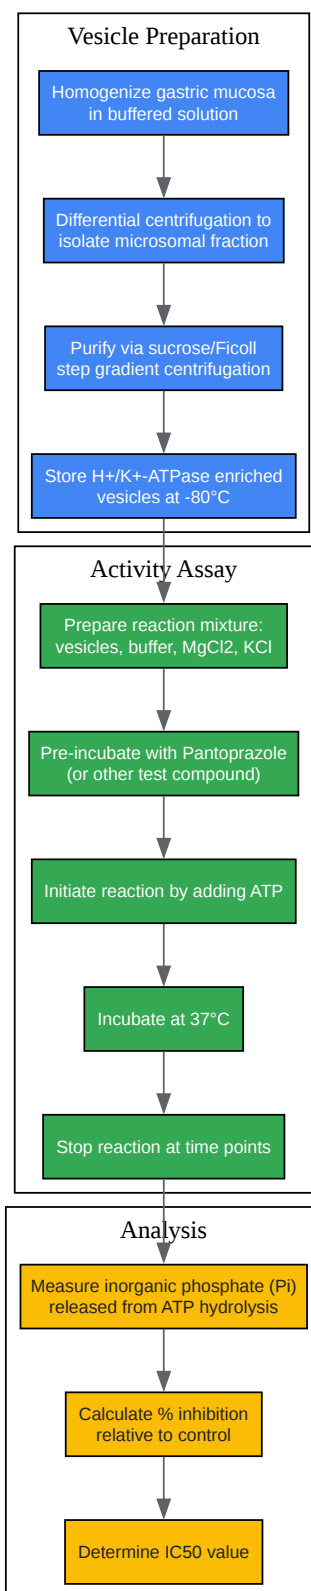 Vesicle Preparation
Homogenize gastric mucosa
in buffered solution
Differential centrifugation to
isolate microsomal fraction
Purify via sucrose/Ficoll
step gradient centrifugation
Store H+/K+-ATPase enriched
vesicles at -80°C
Activity Assay
Prepare reaction mixture:
vesicles, buffer, MgCl2, KCl
Pre-incubate with Pantoprazole
(or other test compound)
Initiate reaction by adding ATP
Incubate at 37°C
Stop reaction at time points
Analysis
Measure inorganic phosphate (Pi)
released from ATP hydrolysis
Calculate % inhibition
relative to control
Determine IC50 value